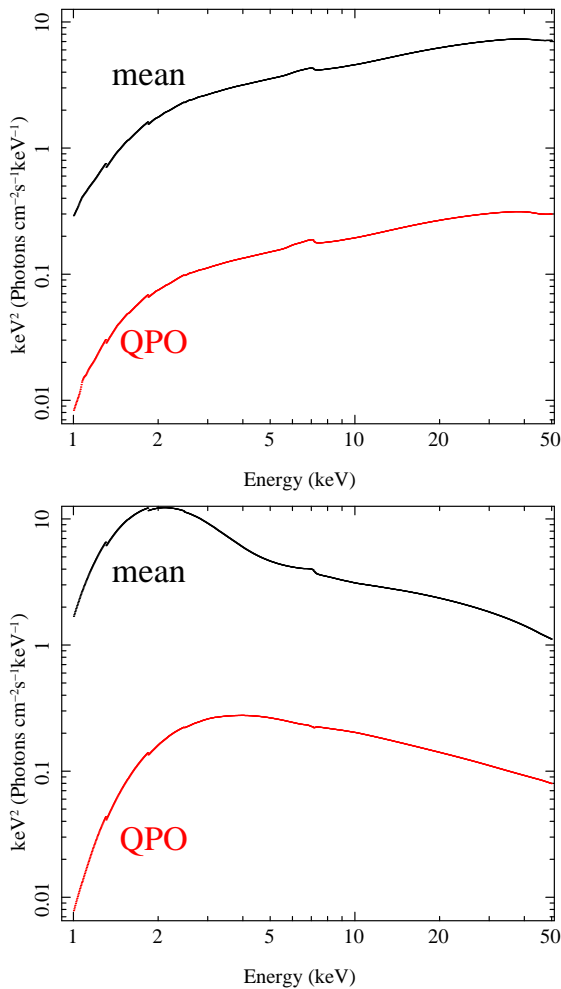 10
1
0.1
0.01
keV² (Photons cm⁻²s⁻¹keV⁻¹)
mean
QPO
1 2 5 10 20 50
Energy (keV)
10
1
0.1
0.01
keV² (Photons cm⁻²s⁻¹keV⁻¹)
mean
QPO
1 2 5 10 20 50
Energy (keV)